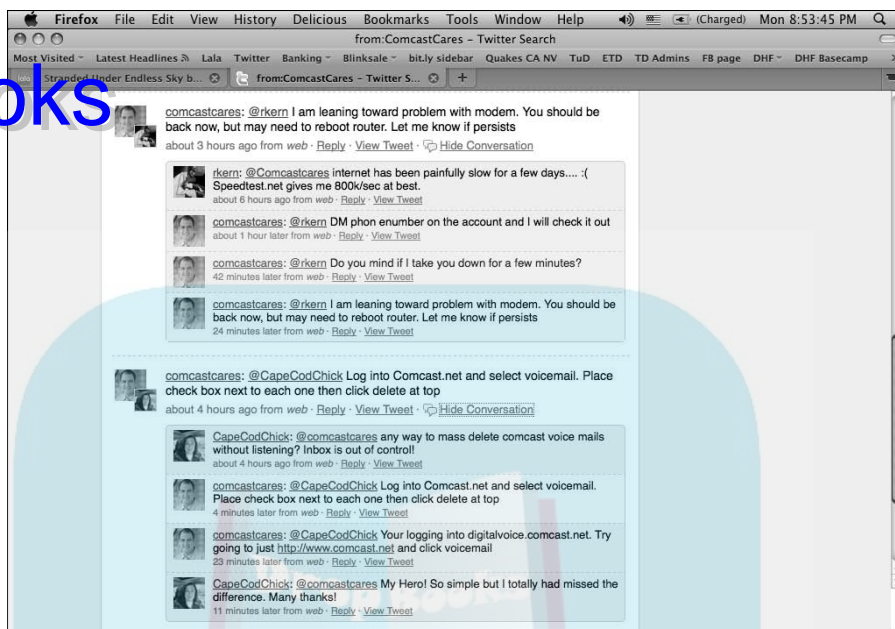 Firefox File Edit View History Delicious Bookmarks Tools Window Help (Charged) Mon 8:53:45 PM
from:ComcastCares – Twitter Search
Most Visited Latest Headlines Lala Twitter Banking Blinksale bit.ly sidebar Quakes CA NV TuD ETD TD Admins FB page DHF DHF Basecamp
Stranded Under Endless Sky b... from:ComcastCares – Twitter S... +
oks
comcastcares: @rkern I am leaning toward problem with modem. You should be
back now, but may need to reboot router. Let me know if persists
about 3 hours ago from web · Reply · View Tweet · Hide Conversation
rkern: @Comcastcares internet has been painfully slow for a few days.... :(
Speedtest.net gives me 800k/sec at best.
about 6 hours ago from web · Reply · View Tweet
comcastcares: @rkern DM phon enumber on the account and I will check it out
about 1 hour later from web · Reply · View Tweet
comcastcares: @rkern Do you mind if I take you down for a few minutes?
42 minutes later from web · Reply · View Tweet
comcastcares: @rkern I am leaning toward problem with modem. You should be
back now, but may need to reboot router. Let me know if persists
24 minutes later from web · Reply · View Tweet
comcastcares: @CapeCodChick Log into Comcast.net and select voicemail. Place
check box next to each one then click delete at top
about 4 hours ago from web · Reply · View Tweet · Hide Conversation
CapeCodChick: @comcastcares any way to mass delete comcast voice mails
without listening? Inbox is out of control!
about 4 hours ago from web · Reply · View Tweet
comcastcares: @CapeCodChick Log into Comcast.net and select voicemail.
Place check box next to each one then click delete at top
4 minutes later from web · Reply · View Tweet
comcastcares: @CapeCodChick Your logging into digitalvoice.comcast.net. Try
going to just http://www.comcast.net and click voicemail
23 minutes later from web · Reply · View Tweet
CapeCodChick: @comcastcares My Hero! So simple but I totally had missed the
difference. Many thanks!
11 minutes later from web · Reply · View Tweet
Books